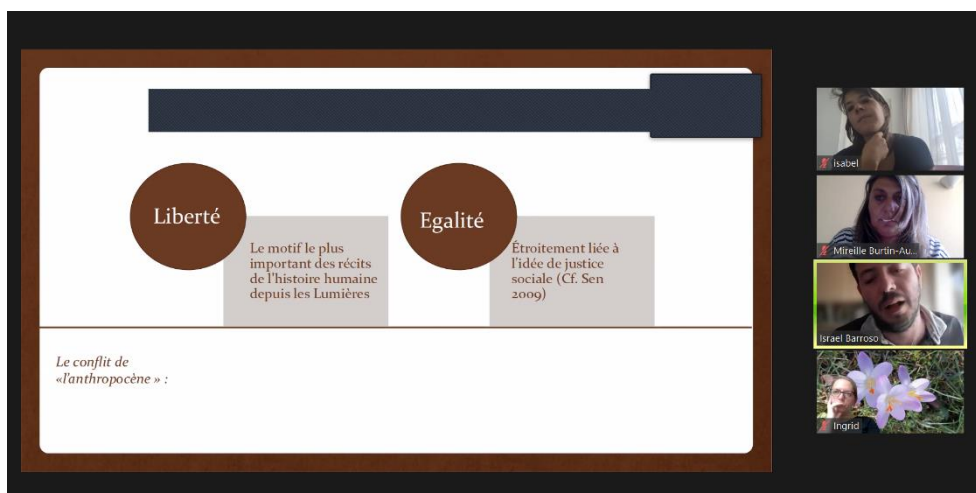 Liberté
Le motif le plus
important des récits
de l'histoire humaine
depuis les Lumières
Egalité
Étroitement liée à
l'idée de justice
sociale (Cf. Sen
2009)
Le conflit de
«l'anthropocène » :
isabel
Mireille Burtin-Au...
Israel Barroso
Ingrid